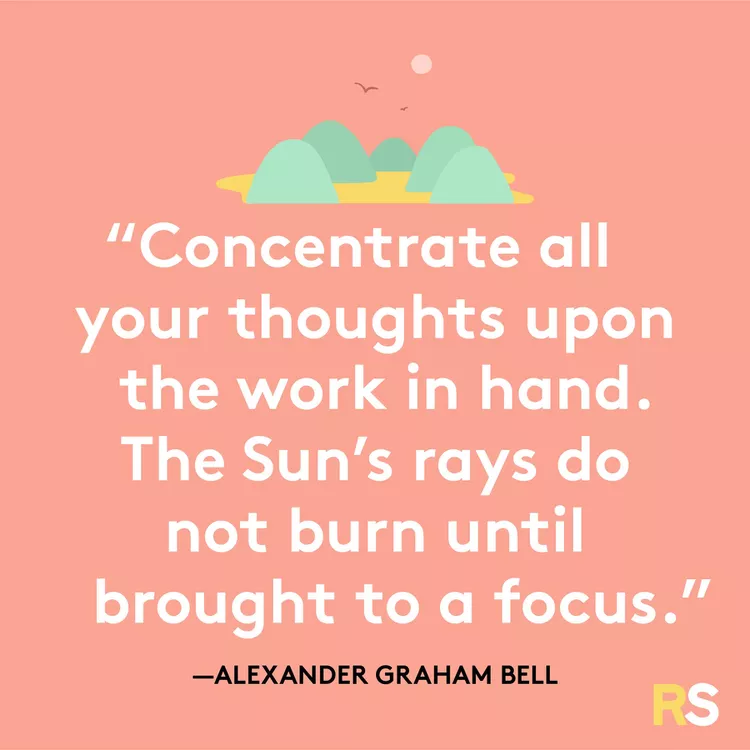 “Concentrate all
your thoughts upon
the work in hand.
The Sun’s rays do
not burn until
brought to a focus.”
—ALEXANDER GRAHAM BELL
RS